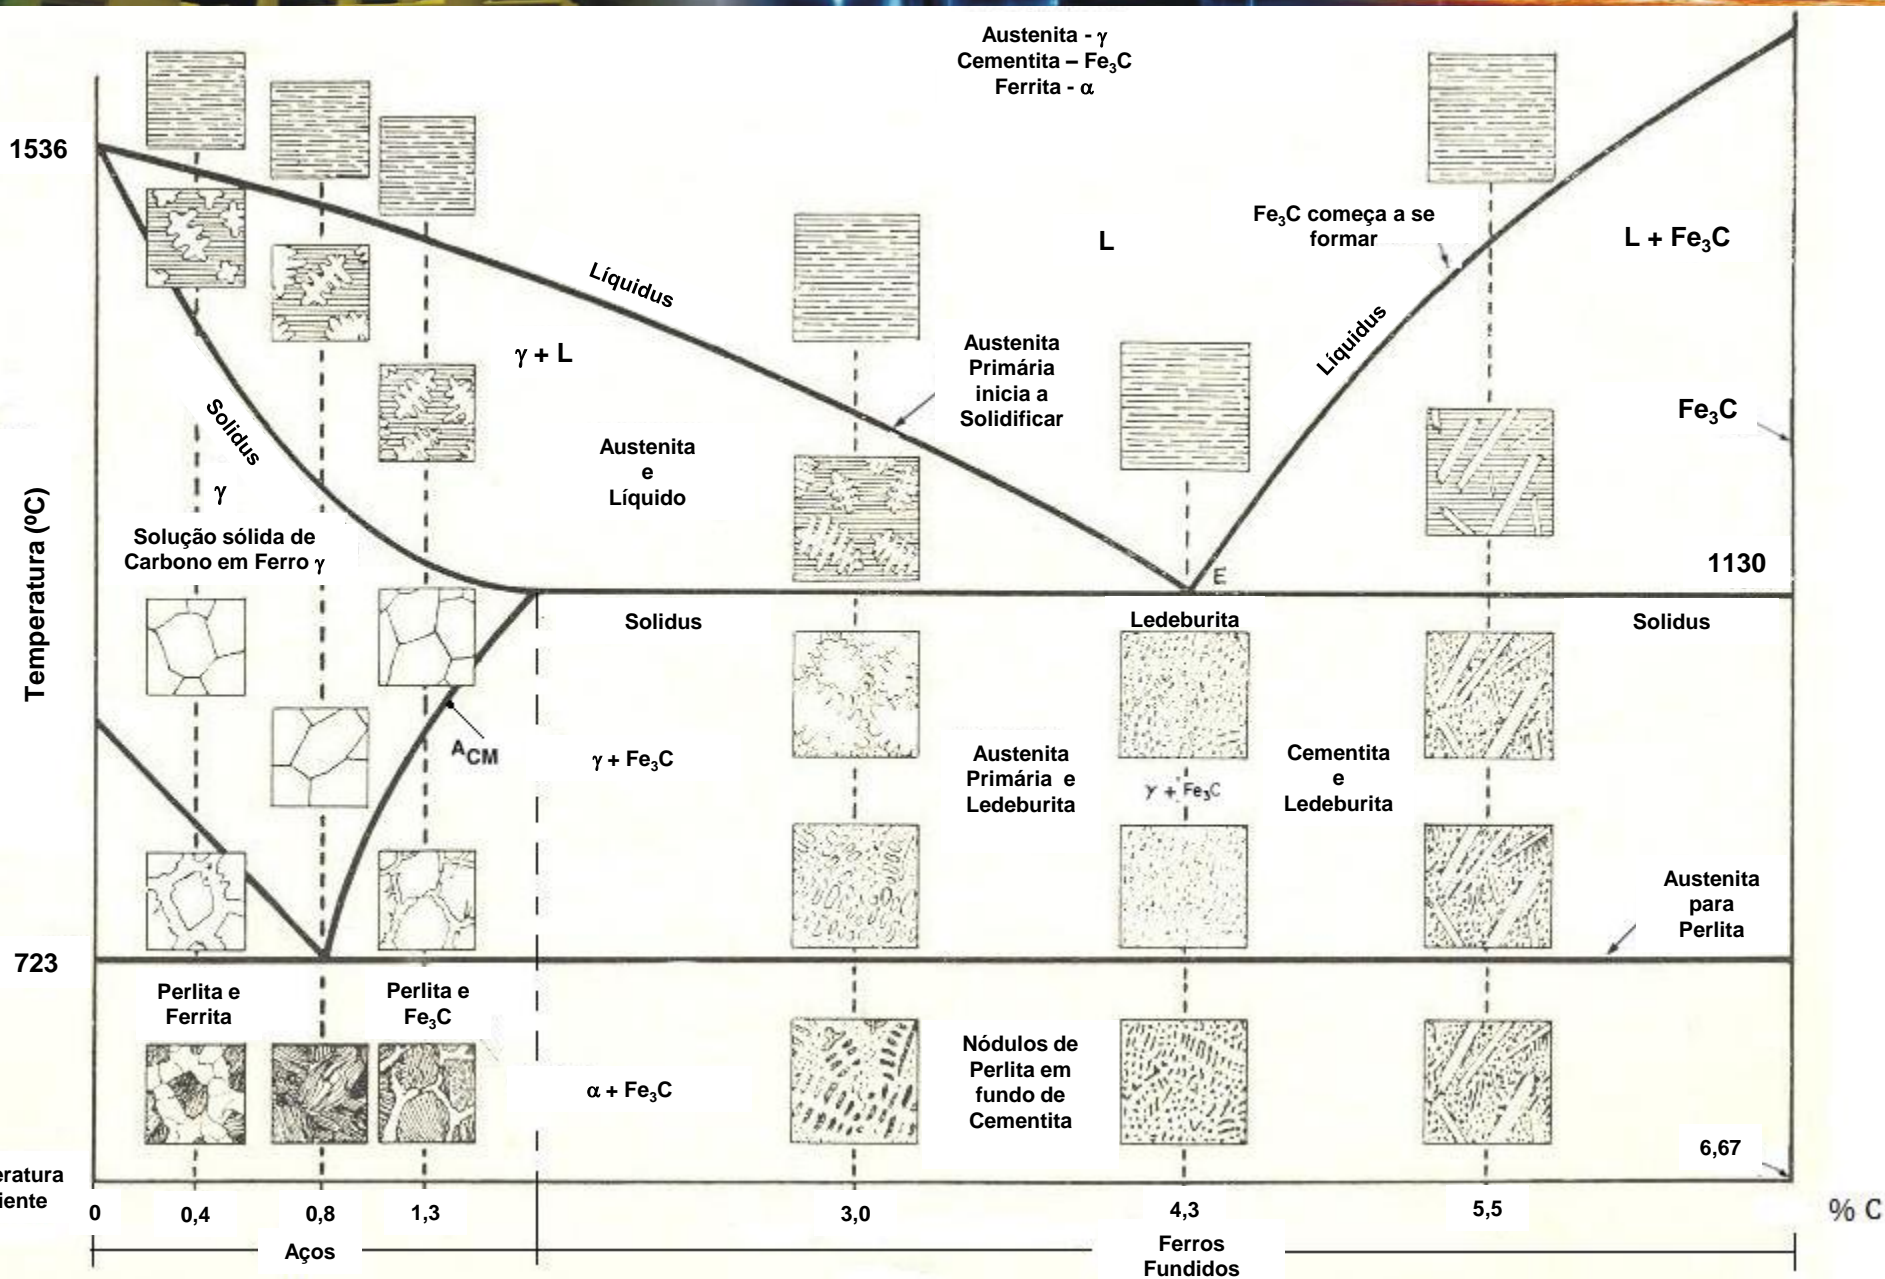 Austenita - γ
Cementita – Fe₃C
Ferrita - α
1536
Líquidus
L
Fe₃C começa a se
formar
L + Fe₃C
γ + L
Austenita
Primária
inicia a
Solidificar
Líquidus
Fe₃C
Solidus
γ
Austenita
e
Líquido
Solução sólida de
Carbono em Ferro γ
Temperatura (ºC)
E
1130
Solidus
Ledeburita
Solidus
A_CM
γ + Fe₃C
Austenita
Primária e
Ledeburita
γ + Fe₃C
Cementita
e
Ledeburita
Austenita
para
Perlita
723
Perlita e
Ferrita
Perlita e
Fe₃C
α + Fe₃C
Nódulos de
Perlita em
fundo de
Cementita
6,67
eratura
iente
0
0,4
0,8
1,3
3,0
4,3
5,5
% C
Aços
Ferros
Fundidos